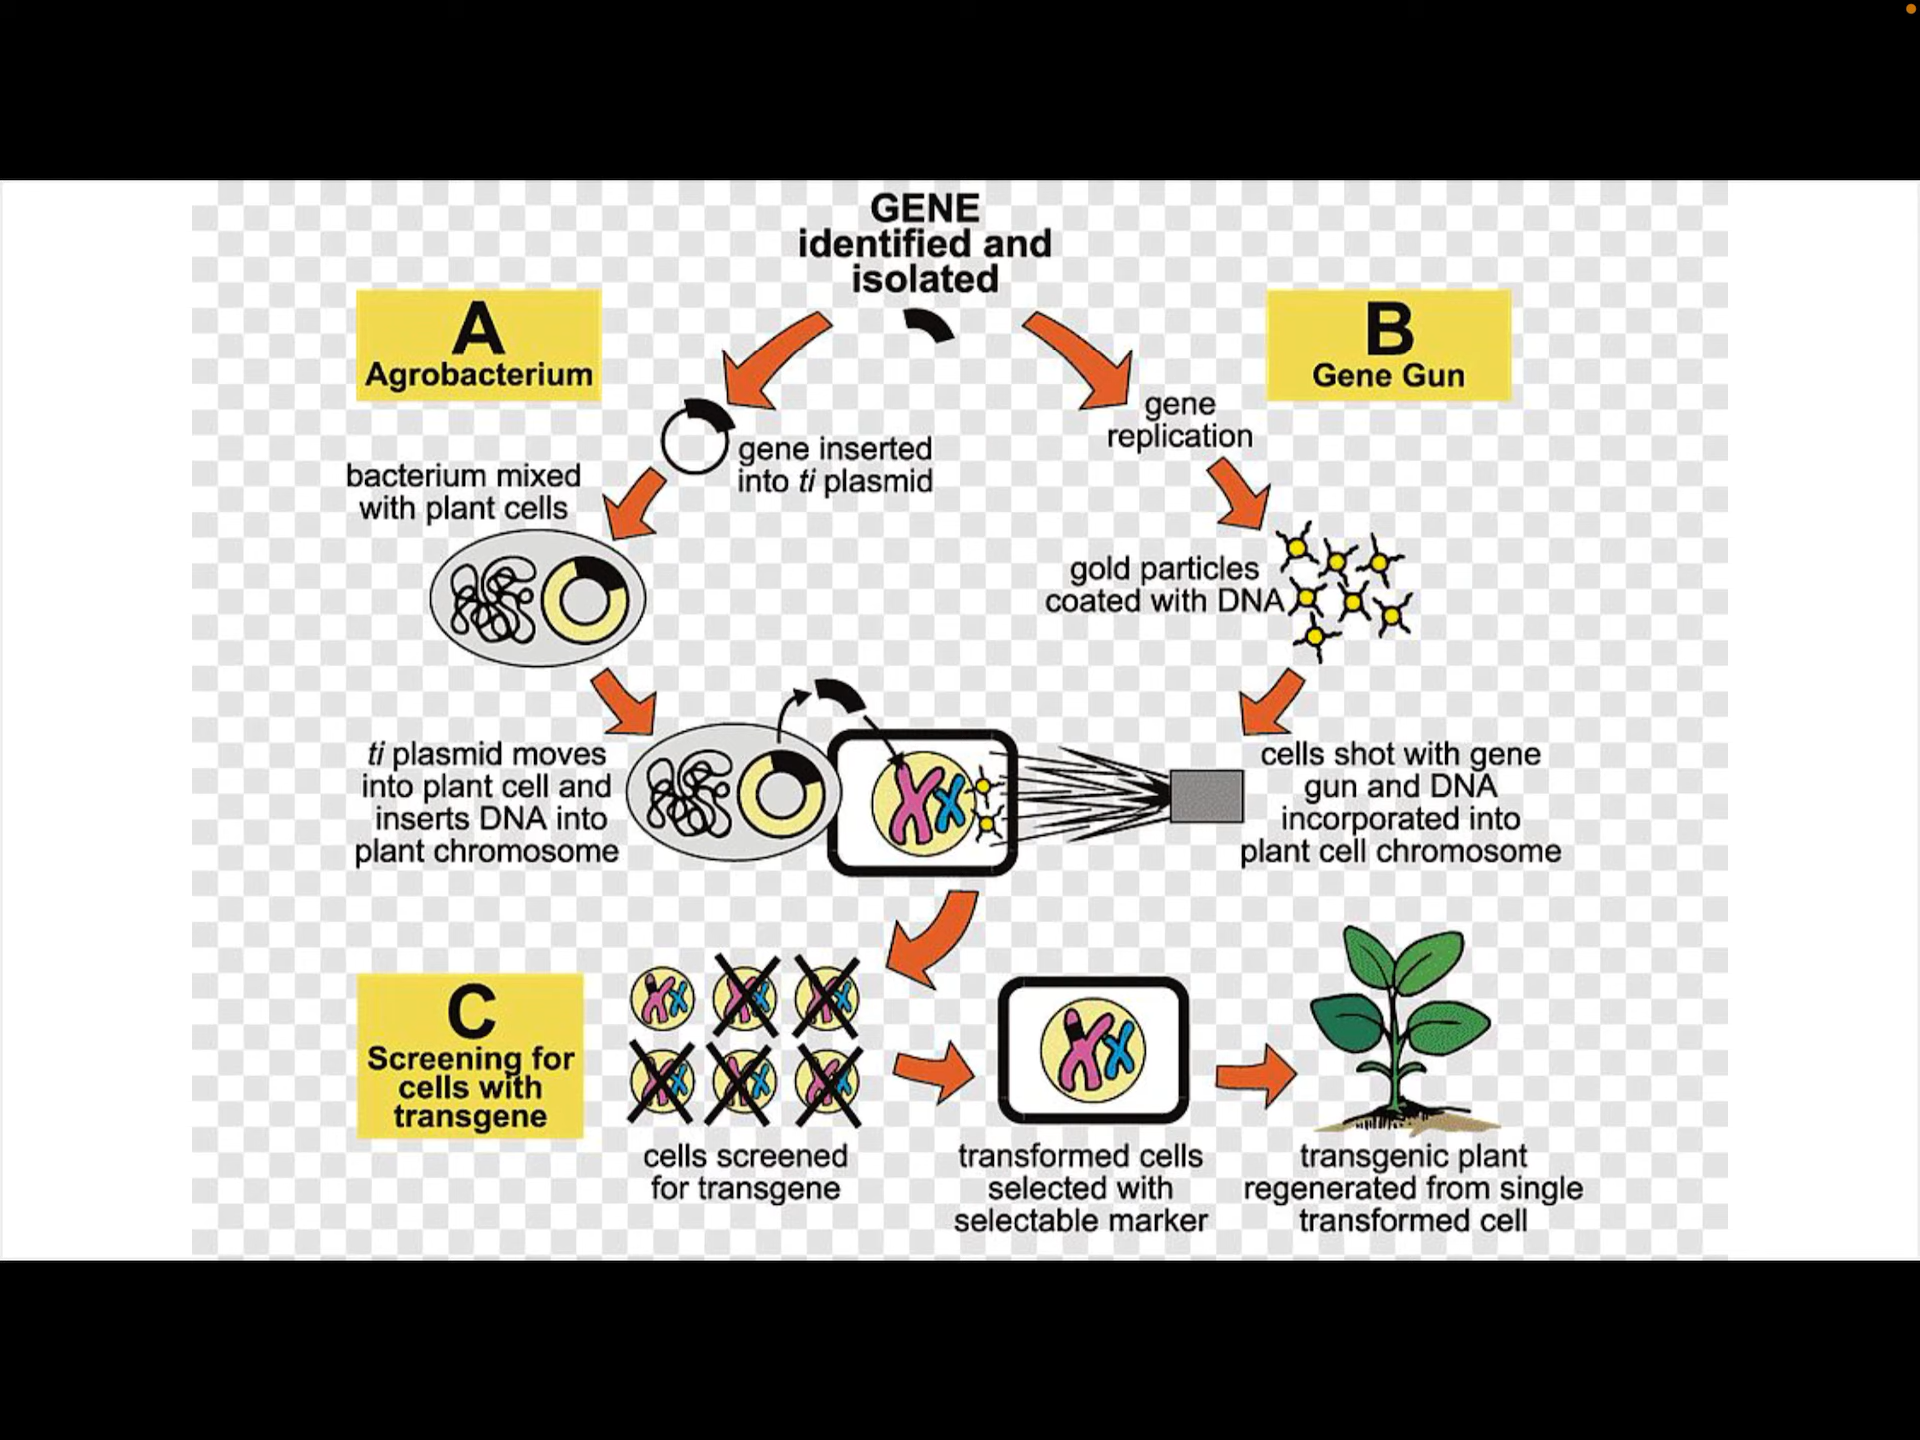 GENE
identified and
isolated
A
Agrobacterium
B
Gene Gun
gene inserted
into ti plasmid
bacterium mixed
with plant cells
ti plasmid moves
into plant cell and
inserts DNA into
plant chromosome
gene
replication
gold particles
coated with DNA
cells shot with gene
gun and DNA
incorporated into
plant cell chromosome
C
Screening for
cells with
transgene
cells screened
for transgene
transformed cells
selected with
selectable marker
transgenic plant
regenerated from single
transformed cell